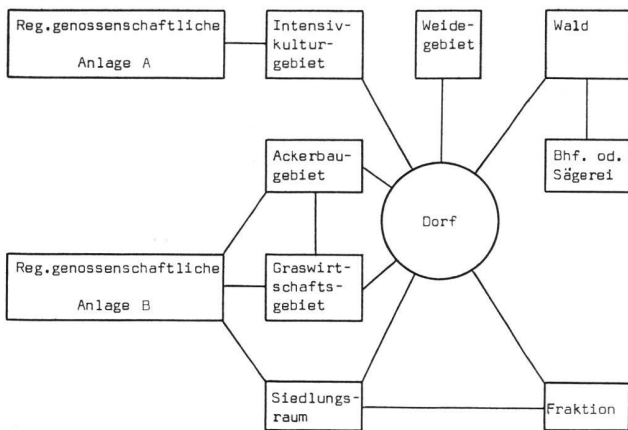 Reg.genossenschaftliche
Anlage A
Intensiv-
kultur-
gebiet
Weide-
gebiet
Wald
Ackerbau-
gebiet
Bhf. od.
Sägerei
Dorf
Reg.genossenschaftliche
Anlage B
Graswirt-
schafts-
gebiet
Siedlungs-
raum
Fraktion